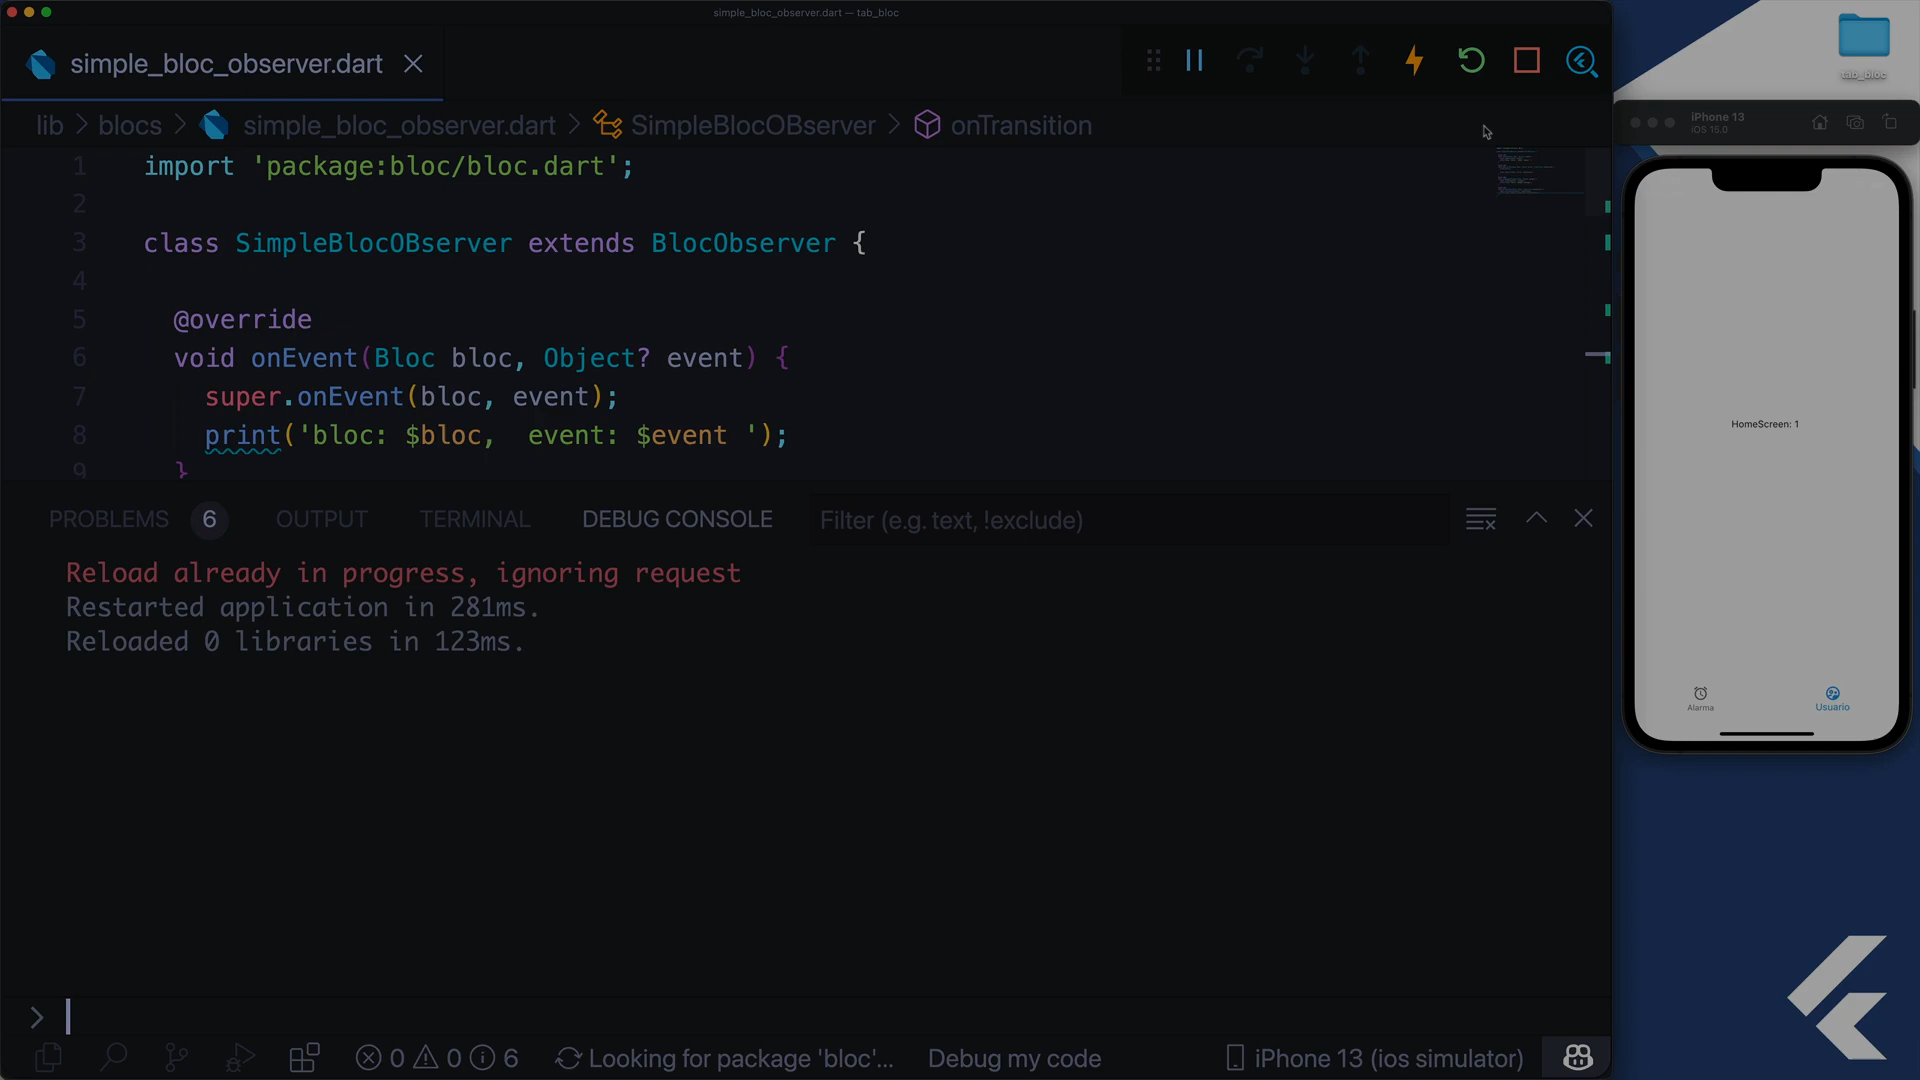 simple_bloc_observer.dart — tab_bloc
simple_bloc_observer.dart
lib > blocs > simple_bloc_observer.dart > SimpleBlocOBserver > onTransition
1 import 'package:bloc/bloc.dart';
2
3 class SimpleBlocOBserver extends BlocObserver {
4
5 @override
6 void onEvent(Bloc bloc, Object? event) {
7 super.onEvent(bloc, event);
8 print('bloc: $bloc,  event: $event ');
9 }
PROBLEMS 6 OUTPUT TERMINAL DEBUG CONSOLE Filter (e.g. text, !exclude)
Reload already in progress, ignoring request
Restarted application in 281ms.
Reloaded 0 libraries in 123ms.
>
0 0 6 Looking for package 'bloc'... Debug my code iPhone 13 (ios simulator)
tab_bloc
iPhone 13
iOS 15.0
HomeScreen: 1
Alarma Usuario